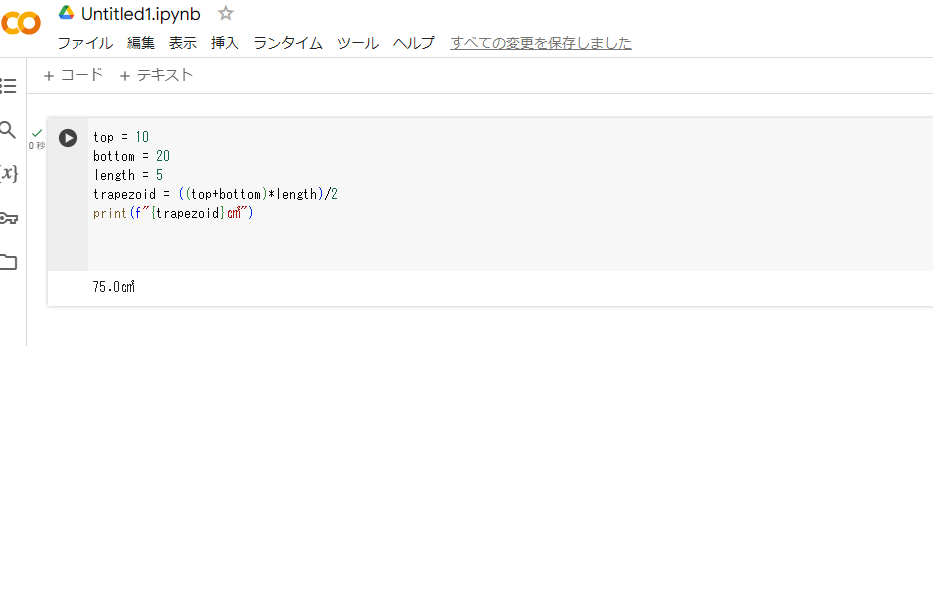 Untitled1.ipynb
ファイル 編集 表示 挿入 ランタイム ツール ヘルプ すべての変更を保存しました
+ コード + テキスト
0 秒
{x}
top = 10
bottom = 20
length = 5
trapezoid = ((top+bottom)*length)/2
print(f"{trapezoid}㎠")
75.0㎠